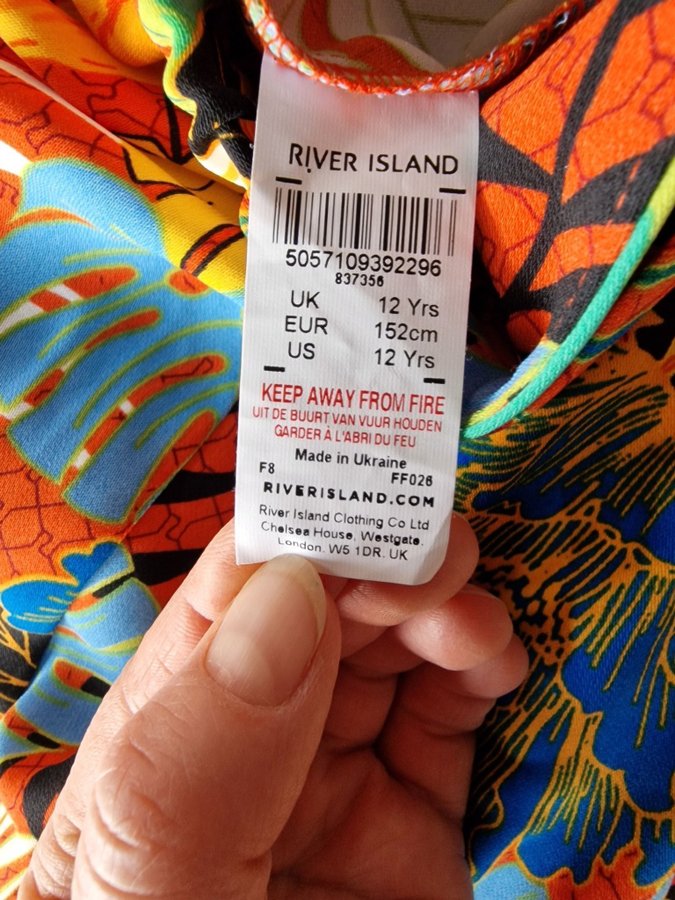 RIVER ISLAND
5057109392296
837356
UK 12 Yrs
EUR 152cm
US 12 Yrs
KEEP AWAY FROM FIRE
UIT DE BUURT VAN VUUR HOUDEN
GARDER À L'ABRI DU FEU
Made in Ukraine
F8 FF026
RIVERISLAND.COM
River Island Clothing Co Ltd
Chelsea House, Westgate,
London. W5 1DR. UK